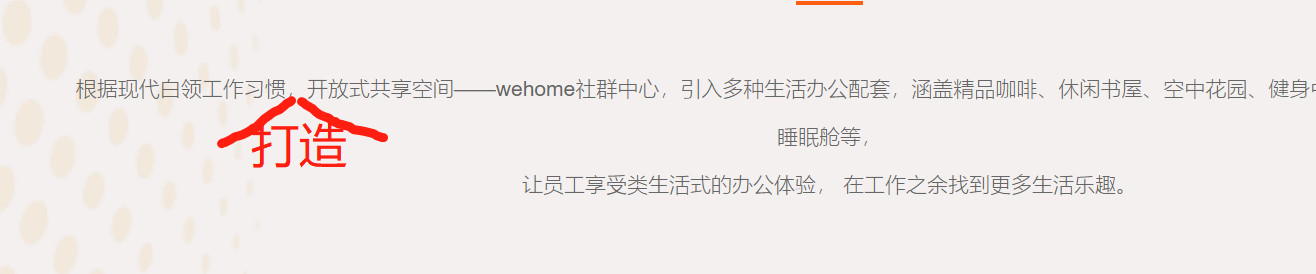 根据现代白领工作习惯，开放式共享空间——wehome社群中心，引入多种生活办公配套，涵盖精品咖啡、休闲书屋、空中花园、健身
打造
睡眠舱等，
让员工享受类生活式的办公体验， 在工作之余找到更多生活乐趣。